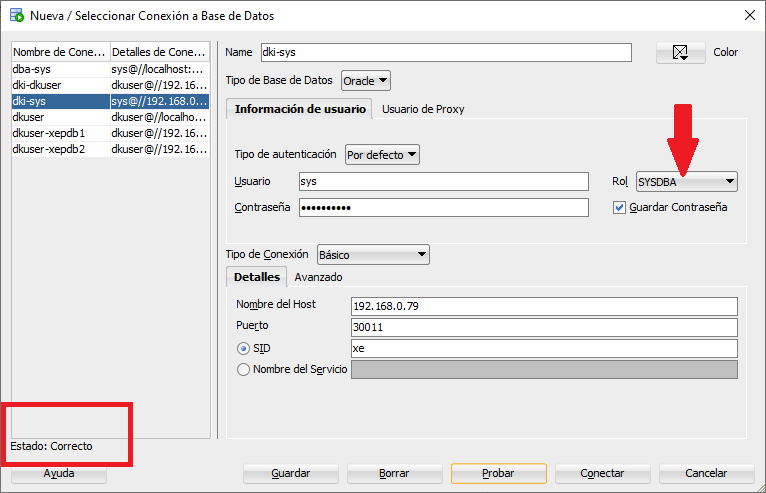 Nueva / Seleccionar Conexión a Base de Datos
Nombre de Cone... Detalles de Cone...
dba-sys sys@//localhost:...
dki-dkuser dkuser@//192.16...
dki-sys sys@//192.168.0...
dkuser dkuser@//localho...
dkuser-xepdb1 dkuser@//192.16...
dkuser-xepdb2 dkuser@//192.16...
Estado: Correcto
Name dki-sys Color
Tipo de Base de Datos Oracle
Información de usuario Usuario de Proxy
Tipo de autenticación Por defecto
Usuario sys Rol SYSDBA
Contraseña •••••••••• Guardar Contraseña
Tipo de Conexión Básico
Detalles Avanzado
Nombre del Host 192.168.0.79
Puerto 30011
SID xe
Nombre del Servicio
Ayuda Guardar Borrar Probar Conectar Cancelar